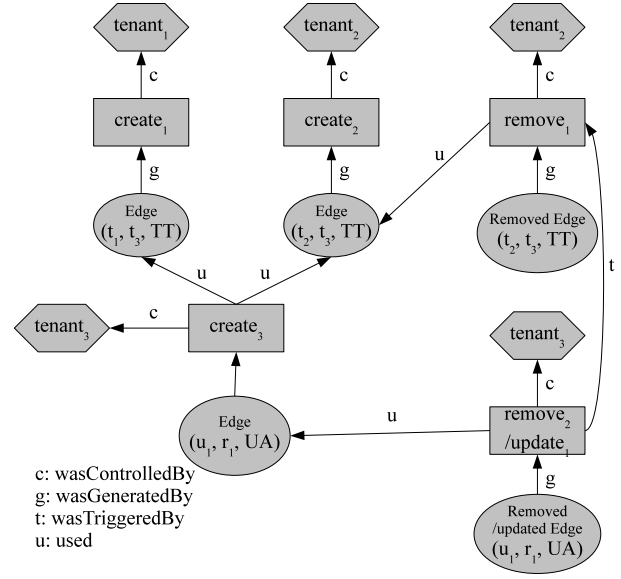 tenant₁
tenant₂
tenant₂
c
c
c
create₁
create₂
remove₁
u
g
g
g
Edge
(t₁, t₃, TT)
Edge
(t₂, t₃, TT)
Removed Edge
(t₂, t₃, TT)
u
u
t
tenant₃
c
create₃
tenant₃
c
Edge
(u₁, r₁, UA)
u
remove₂
/update₁
c: wasControlledBy
g: wasGeneratedBy
t: wasTriggeredBy
u: used
g
Removed
/updated Edge
(u₁, r₁, UA)